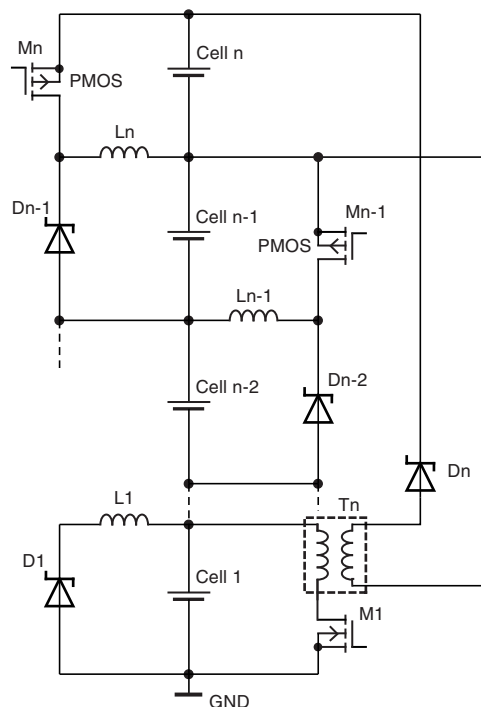 Mn
Cell n
PMOS
Ln
Dn-1
Cell n-1
Mn-1
PMOS
Ln-1
Cell n-2
Dn-2
Dn
L1
Tn
D1
Cell 1
M1
GND